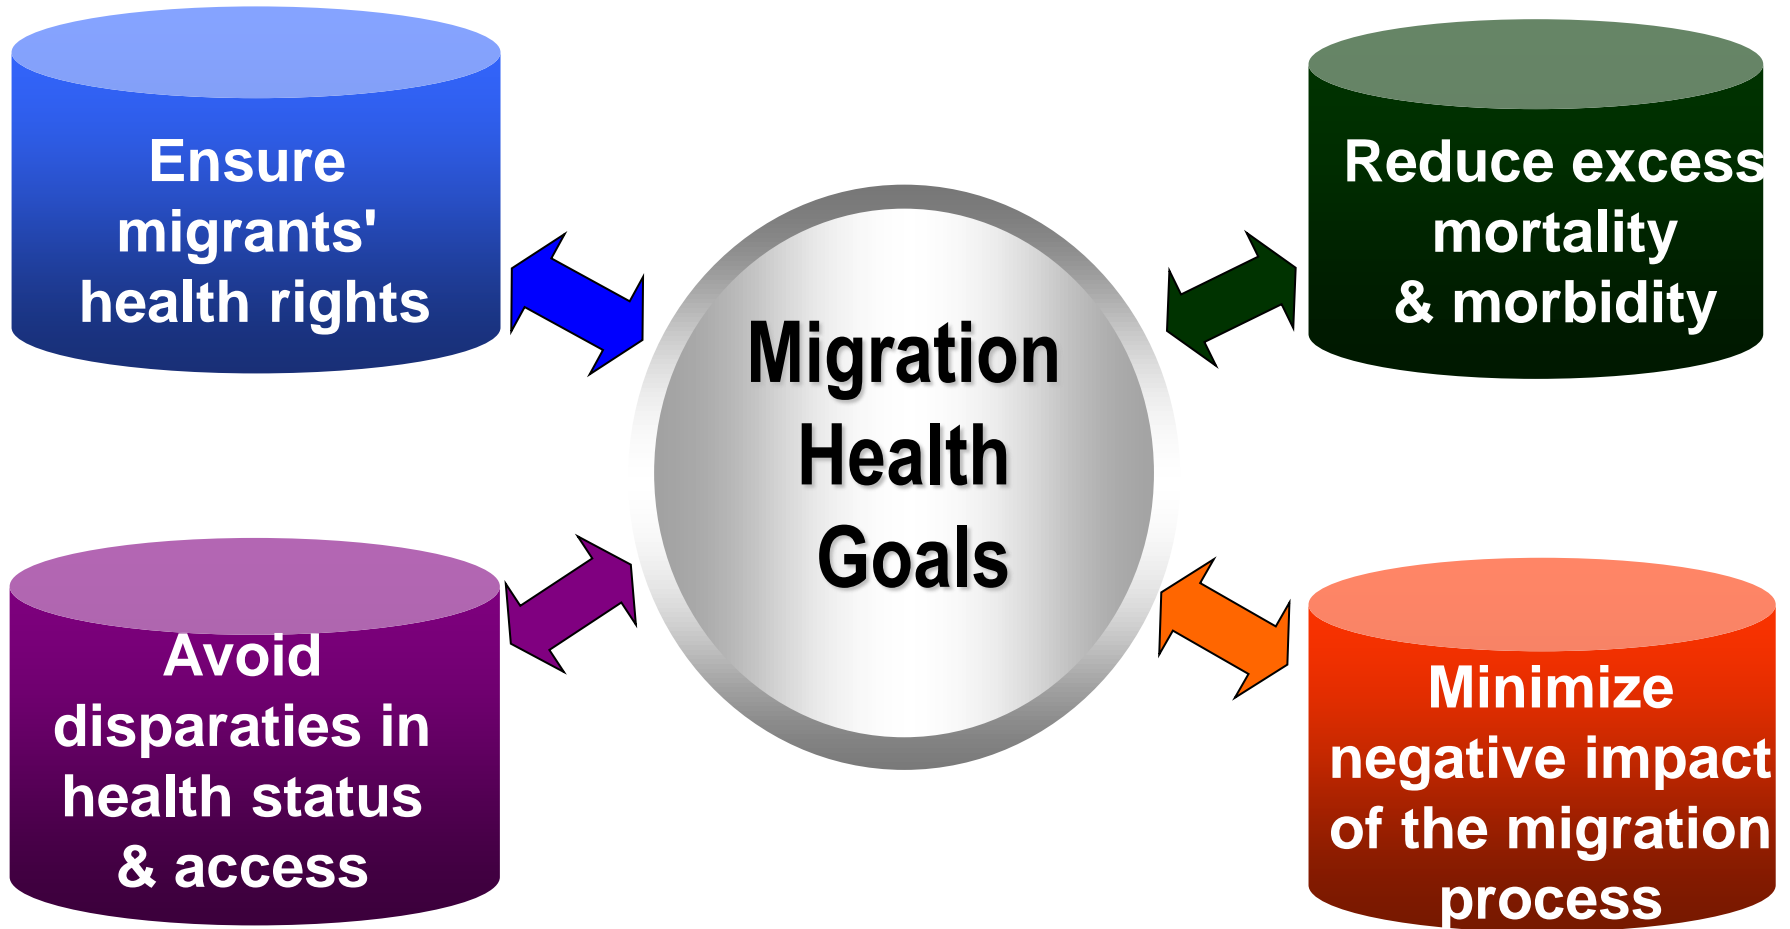 Ensure
migrants'
health rights
Reduce excess
mortality
& morbidity
Migration
Health
Goals
Avoid
disparaties in
health status
& access
Minimize
negative impact
of the migration
process